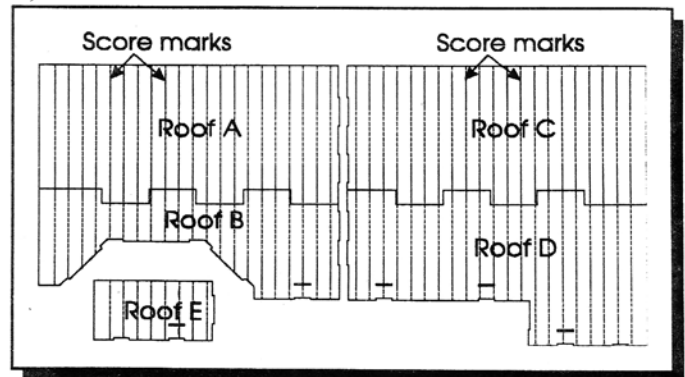 Score marks Score marks
Roof A Roof C
Roof B
Roof D
Roof E